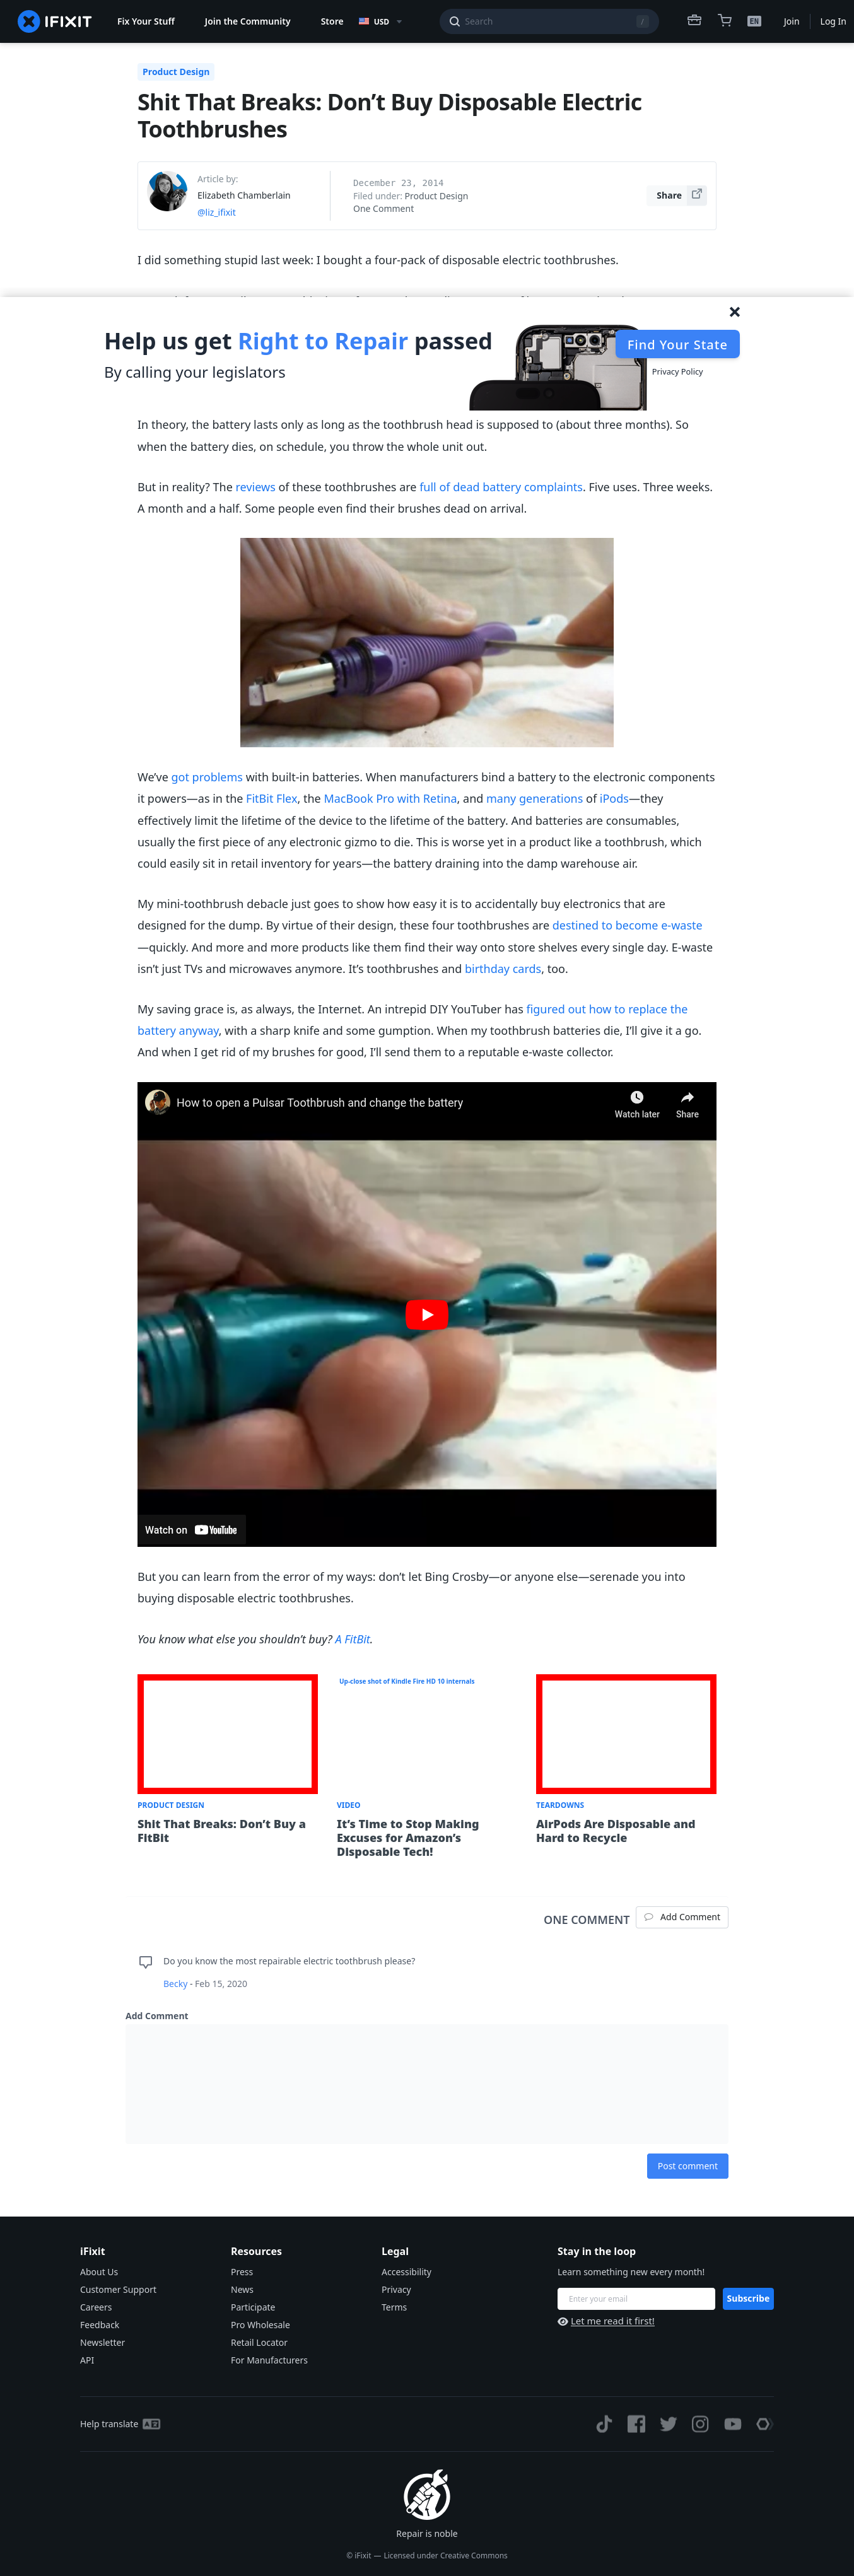 IFIXIT
Fix Your Stuff
Join the Community
Store
USD
Search
/
EN
Join
Log In
Product Design
Shit That Breaks: Don’t Buy Disposable Electric
Toothbrushes
Article by:
Elizabeth Chamberlain
@liz_ifixit
December 23, 2014
Filed under: Product Design
One Comment
Share
I did something stupid last week: I bought a four-pack of disposable electric toothbrushes.
Help us get Right to Repair passed
By calling your legislators
Find Your State
Privacy Policy
In theory, the battery lasts only as long as the toothbrush head is supposed to (about three months). So
when the battery dies, on schedule, you throw the whole unit out.
But in reality? The reviews of these toothbrushes are full of dead battery complaints. Five uses. Three weeks.
A month and a half. Some people even find their brushes dead on arrival.
We’ve got problems with built-in batteries. When manufacturers bind a battery to the electronic components
it powers—as in the FitBit Flex, the MacBook Pro with Retina, and many generations of iPods—they
effectively limit the lifetime of the device to the lifetime of the battery. And batteries are consumables,
usually the first piece of any electronic gizmo to die. This is worse yet in a product like a toothbrush, which
could easily sit in retail inventory for years—the battery draining into the damp warehouse air.
My mini-toothbrush debacle just goes to show how easy it is to accidentally buy electronics that are
designed for the dump. By virtue of their design, these four toothbrushes are destined to become e-waste
—quickly. And more and more products like them find their way onto store shelves every single day. E-waste
isn’t just TVs and microwaves anymore. It’s toothbrushes and birthday cards, too.
My saving grace is, as always, the Internet. An intrepid DIY YouTuber has figured out how to replace the
battery anyway, with a sharp knife and some gumption. When my toothbrush batteries die, I’ll give it a go.
And when I get rid of my brushes for good, I’ll send them to a reputable e-waste collector.
How to open a Pulsar Toothbrush and change the battery
Watch later
Share
Watch on YouTube
But you can learn from the error of my ways: don’t let Bing Crosby—or anyone else—serenade you into
buying disposable electric toothbrushes.
You know what else you shouldn’t buy? A FitBit.
Up-close shot of Kindle Fire HD 10 internals
PRODUCT DESIGN
Shit That Breaks: Don’t Buy a
FitBit
VIDEO
It’s Time to Stop Making
Excuses for Amazon’s
Disposable Tech!
TEARDOWNS
AirPods Are Disposable and
Hard to Recycle
ONE COMMENT
Add Comment
Do you know the most repairable electric toothbrush please?
Becky - Feb 15, 2020
Add Comment
Post comment
iFixit
About Us
Customer Support
Careers
Feedback
Newsletter
API
Resources
Press
News
Participate
Pro Wholesale
Retail Locator
For Manufacturers
Legal
Accessibility
Privacy
Terms
Stay in the loop
Learn something new every month!
Enter your email
Subscribe
Let me read it first!
Help translate
Repair is noble
© iFixit — Licensed under Creative Commons